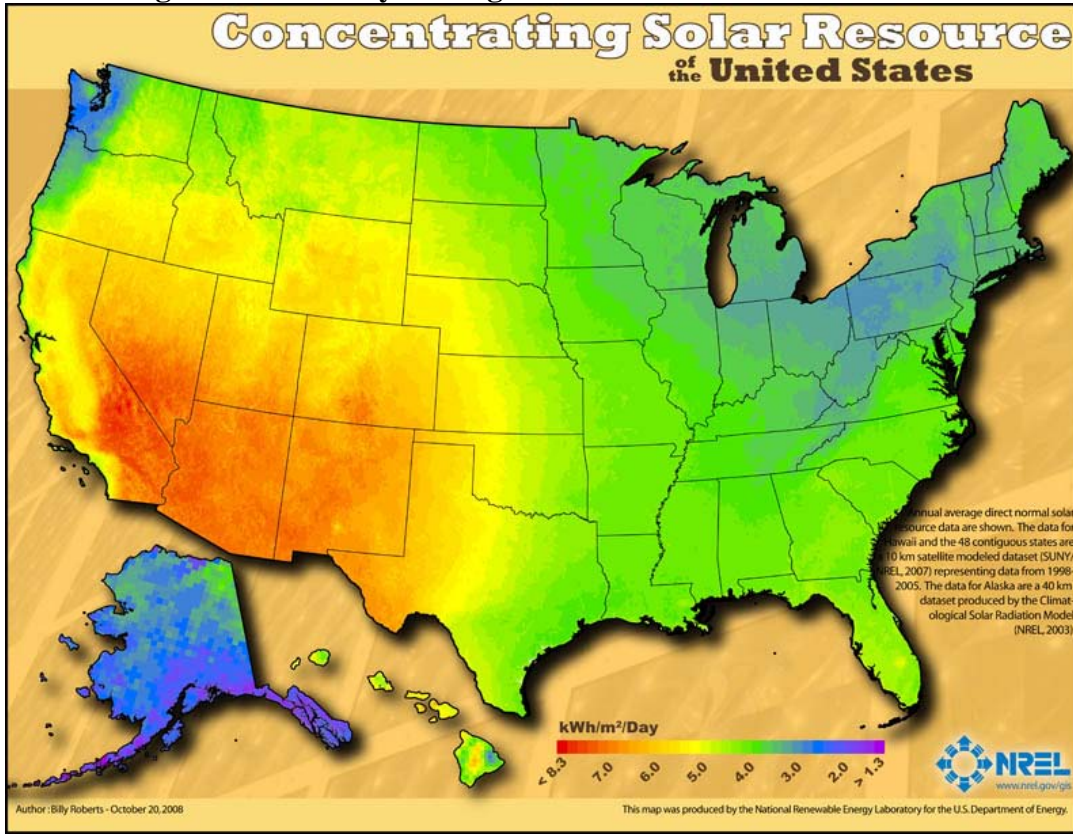 Concentrating Solar Resource
of the United States
Annual average direct normal solar
resource data are shown. The data for
Hawaii and the 48 contiguous states are
a 10 km satellite modeled dataset (SUNY/
NREL, 2007) representing data from 1998-
2005. The data for Alaska are a 40 km
dataset produced by the Climat-
ological Solar Radiation Model
(NREL, 2003)
kWh/m²/Day
< 8.3 7.0 6.0 5.0 4.0 3.0 2.0 > 1.3
NREL
www.nrel.gov/gis
Author : Billy Roberts - October 20, 2008
This map was produced by the National Renewable Energy Laboratory for the U.S. Department of Energy.